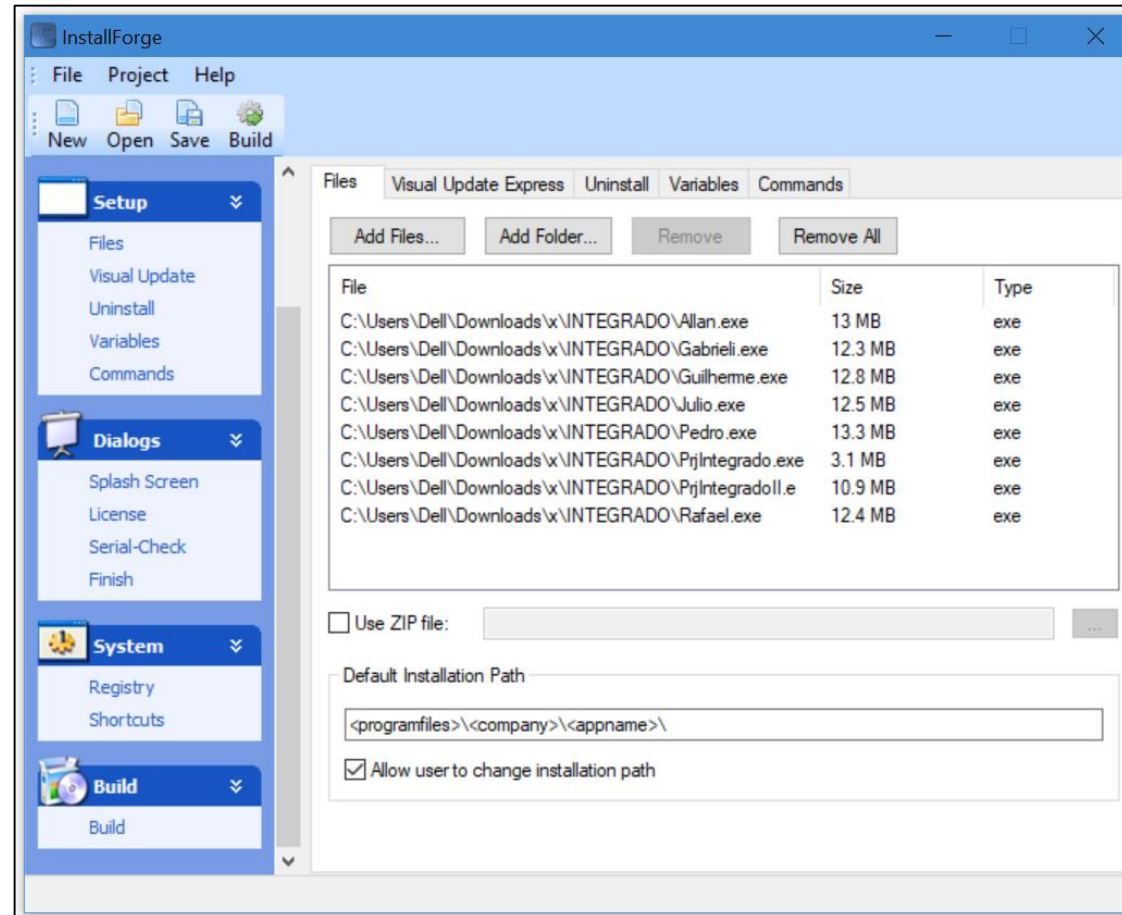 InstallForge
File Project Help
New Open Save Build
Setup
Files
Visual Update
Uninstall
Variables
Commands
Dialogs
Splash Screen
License
Serial-Check
Finish
System
Registry
Shortcuts
Build
Build
Files Visual Update Express Uninstall Variables Commands
Add Files... Add Folder... Remove Remove All
File Size Type
C:\Users\Dell\Downloads\x\INTEGRADO\Allan.exe 13 MB exe
C:\Users\Dell\Downloads\x\INTEGRADO\Gabrieli.exe 12.3 MB exe
C:\Users\Dell\Downloads\x\INTEGRADO\Guilherme.exe 12.8 MB exe
C:\Users\Dell\Downloads\x\INTEGRADO\Julio.exe 12.5 MB exe
C:\Users\Dell\Downloads\x\INTEGRADO\Pedro.exe 13.3 MB exe
C:\Users\Dell\Downloads\x\INTEGRADO\PrjIntegrado.exe 3.1 MB exe
C:\Users\Dell\Downloads\x\INTEGRADO\PrjIntegradoII.e 10.9 MB exe
C:\Users\Dell\Downloads\x\INTEGRADO\Rafael.exe 12.4 MB exe
Use ZIP file: ...
Default Installation Path
<programfiles>\<company>\<appname>\
Allow user to change installation path